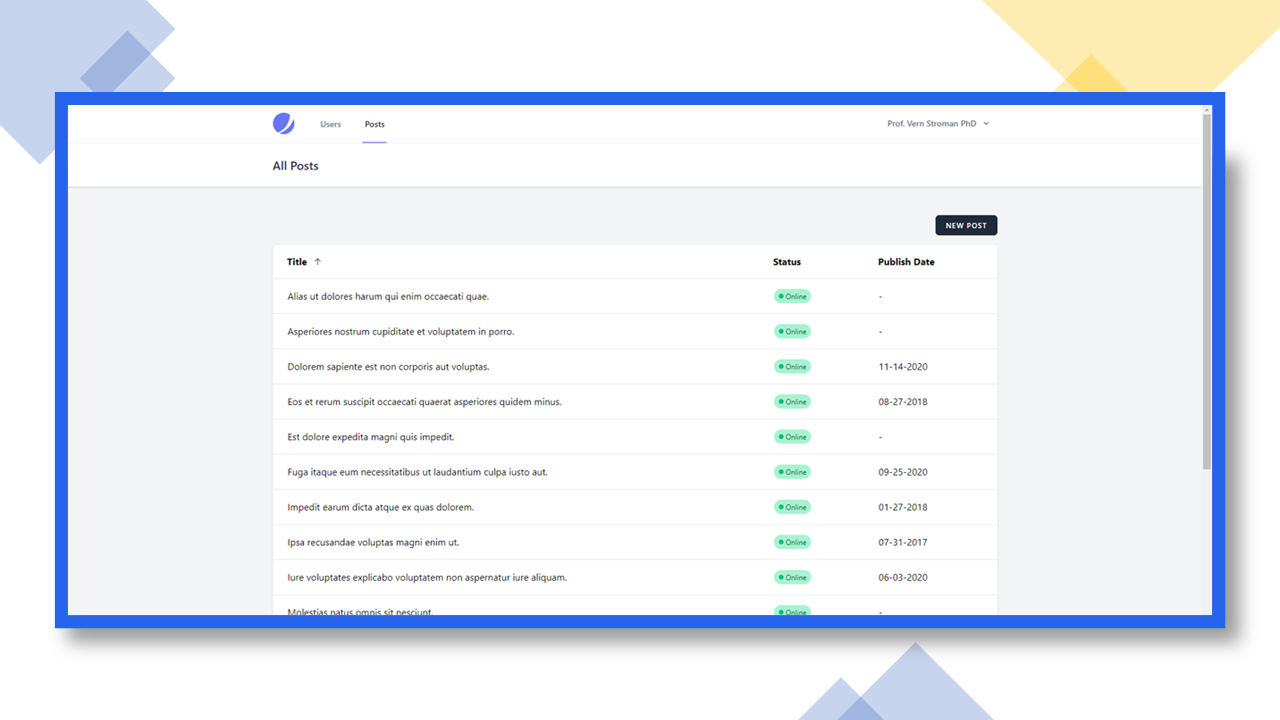 Users Posts Prof. Vern Stroman PhD
All Posts
NEW POST
Title ↑ Status Publish Date
Alias ut dolores harum qui enim occaecati quae. Online -
Asperiores nostrum cupiditate et voluptatem in porro. Online -
Dolorem sapiente est non corporis aut voluptas. Online 11-14-2020
Eos et rerum suscipit occaecati quaerat asperiores quidem minus. Online 08-27-2018
Est dolore expedita magni quis impedit. Online -
Fuga itaque eum necessitatibus ut laudantium culpa iusto aut. Online 09-25-2020
Impedit earum dicta atque ex quas dolorem. Online 01-27-2018
Ipsa recusandae voluptas magni enim ut. Online 07-31-2017
Iure voluptates explicabo voluptatem non aspernatur iure aliquam. Online 06-03-2020
Molestias natus omnis sit nesciunt. Online -